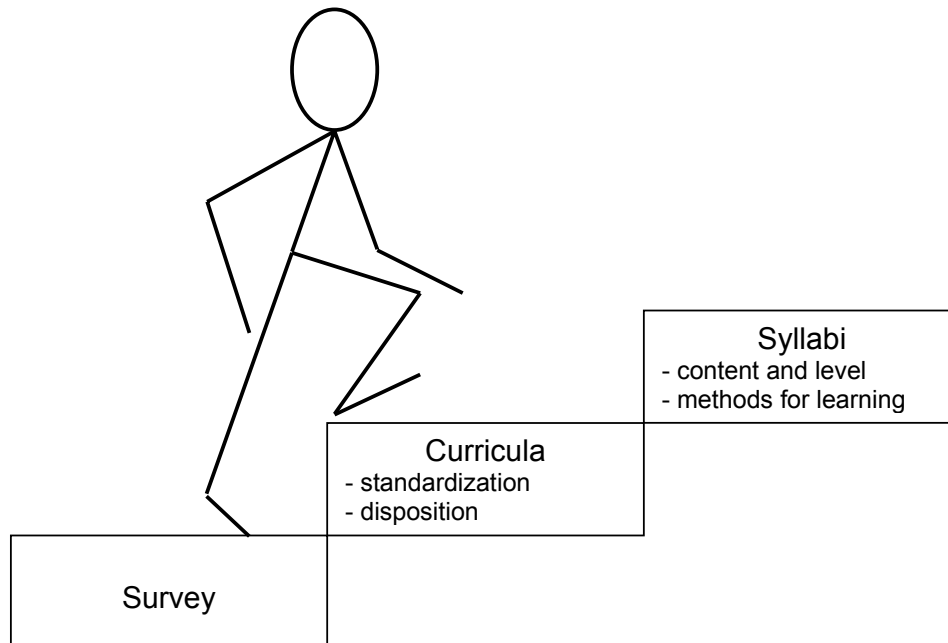 Syllabi
- content and level
- methods for learning
Curricula
- standardization
- disposition
Survey